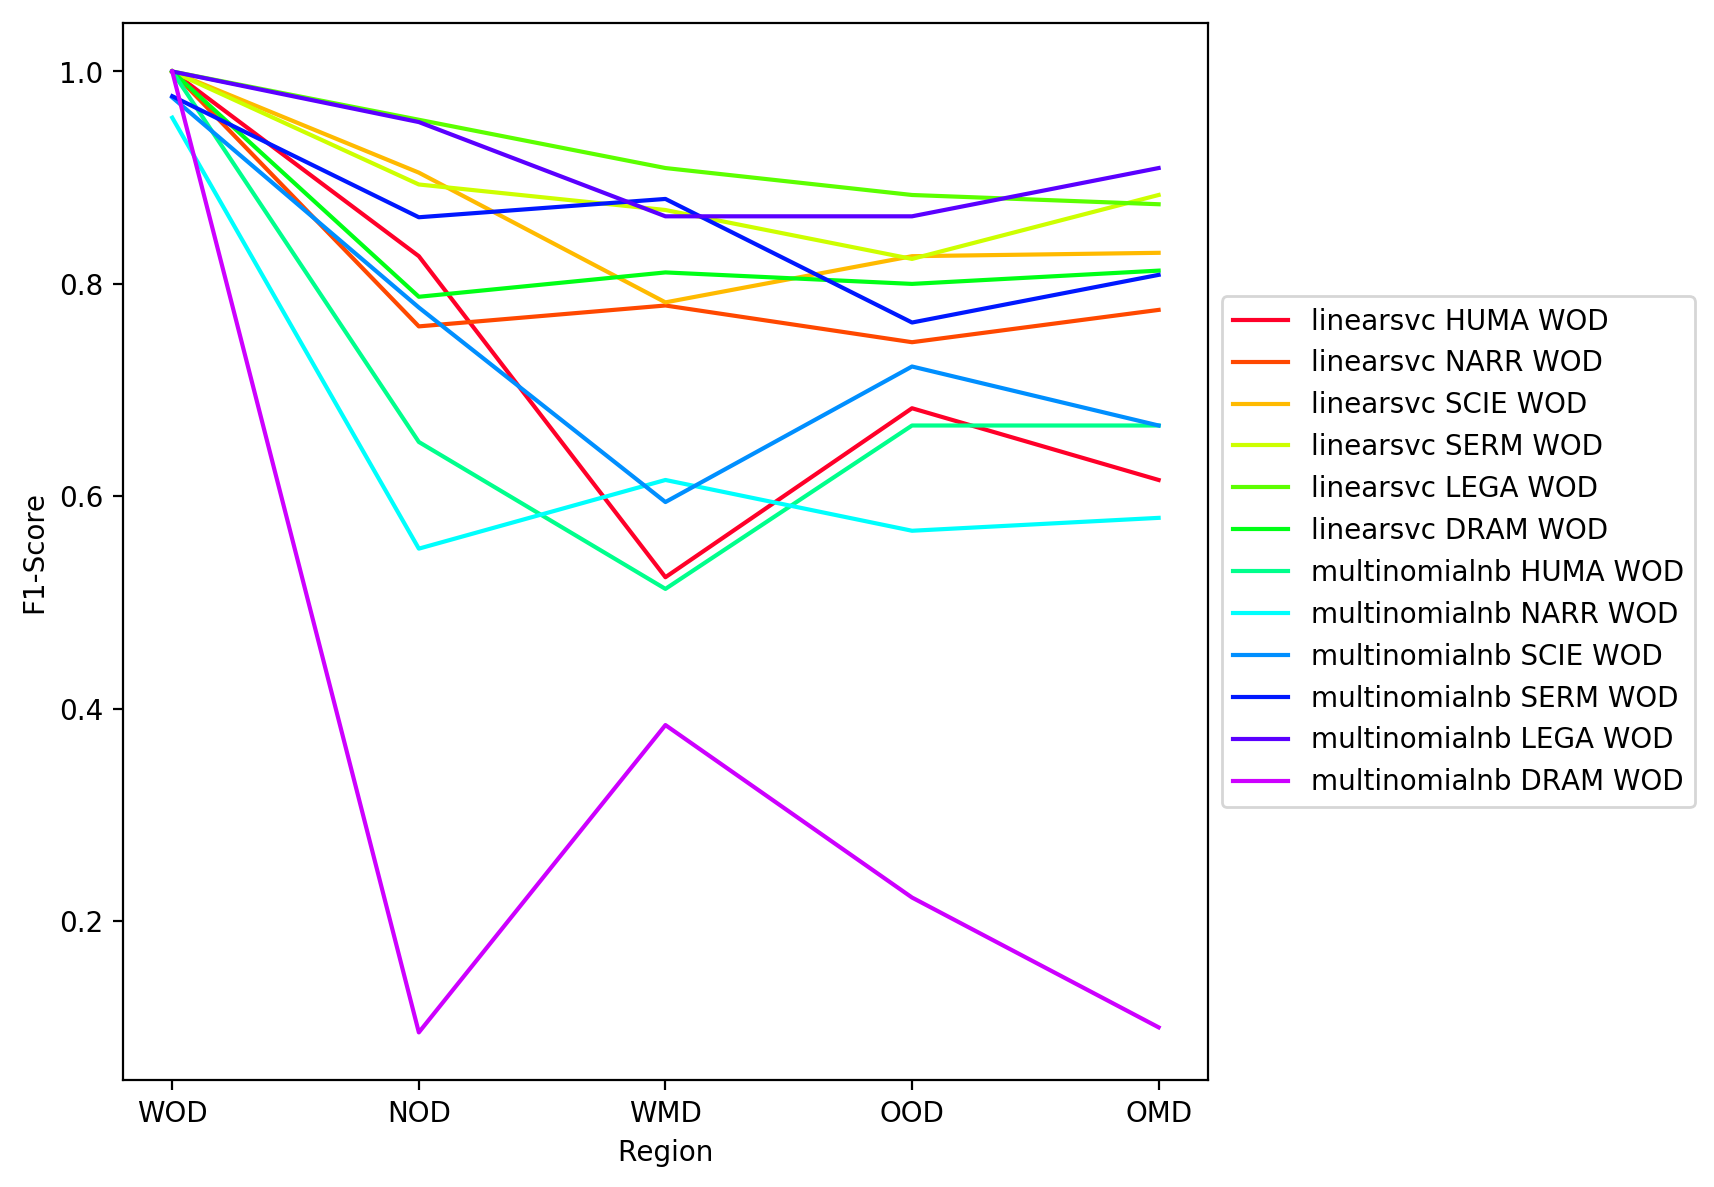 1.0
0.8
0.6
0.4
0.2
F1-Score
WOD NOD WMD OOD OMD
Region
linearsvc HUMA WOD
linearsvc NARR WOD
linearsvc SCIE WOD
linearsvc SERM WOD
linearsvc LEGA WOD
linearsvc DRAM WOD
multinomialnb HUMA WOD
multinomialnb NARR WOD
multinomialnb SCIE WOD
multinomialnb SERM WOD
multinomialnb LEGA WOD
multinomialnb DRAM WOD